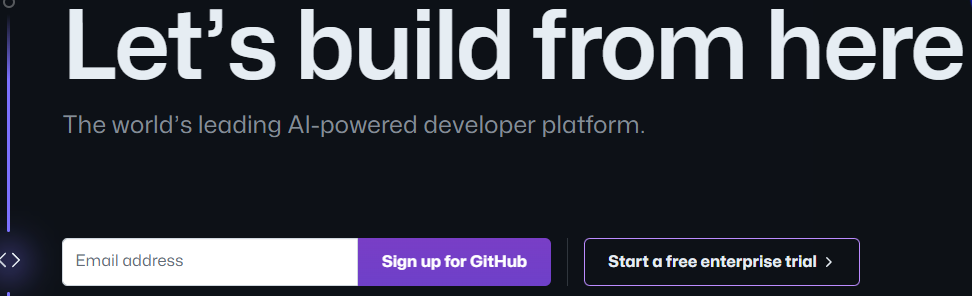 Let’s build from here
The world’s leading AI-powered developer platform.
Email address
Sign up for GitHub
Start a free enterprise trial